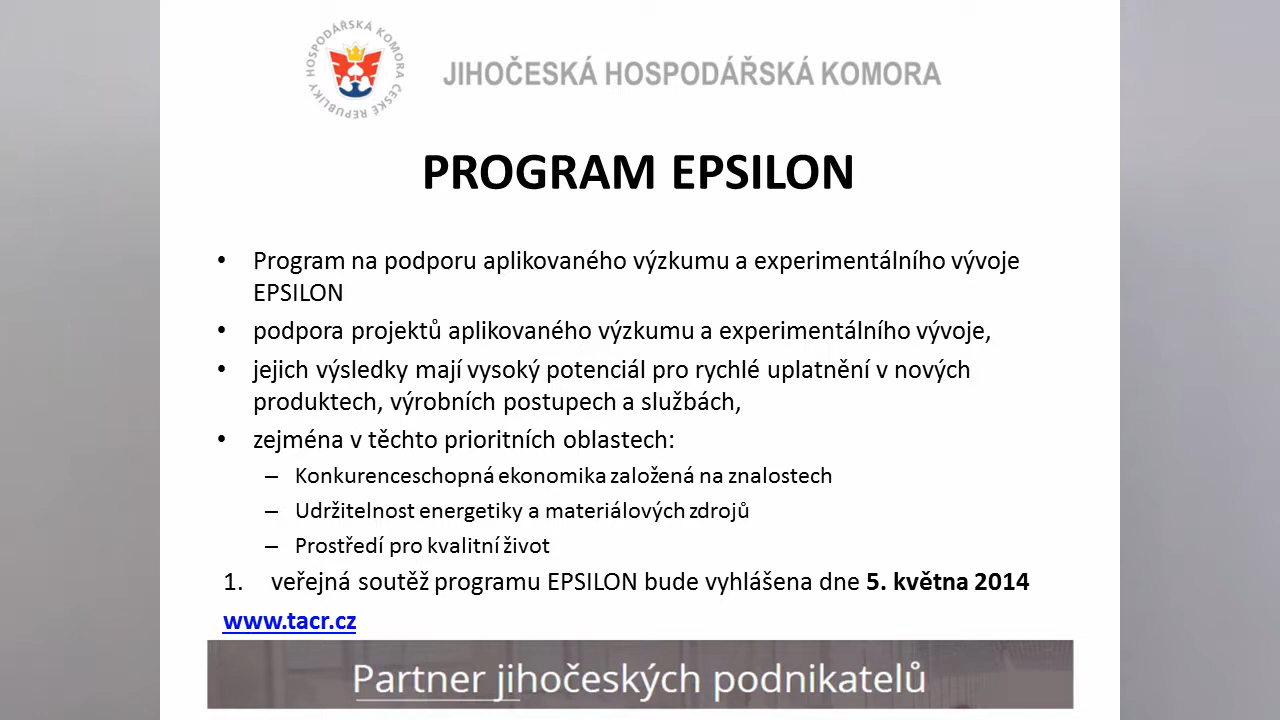 HOSPODÁŘSKÁ KOMORA ČESKÉ REPUBLIKY
JIHOČESKÁ HOSPODÁŘSKÁ KOMORA
PROGRAM EPSILON
• Program na podporu aplikovaného výzkumu a experimentálního vývoje
EPSILON
• podpora projektů aplikovaného výzkumu a experimentálního vývoje,
• jejich výsledky mají vysoký potenciál pro rychlé uplatnění v nových
produktech, výrobních postupech a službách,
• zejména v těchto prioritních oblastech:
– Konkurenceschopná ekonomika založená na znalostech
– Udržitelnost energetiky a materiálových zdrojů
– Prostředí pro kvalitní život
1. veřejná soutěž programu EPSILON bude vyhlášena dne 5. května 2014
www.tacr.cz
Partner jihočeských podnikatelů